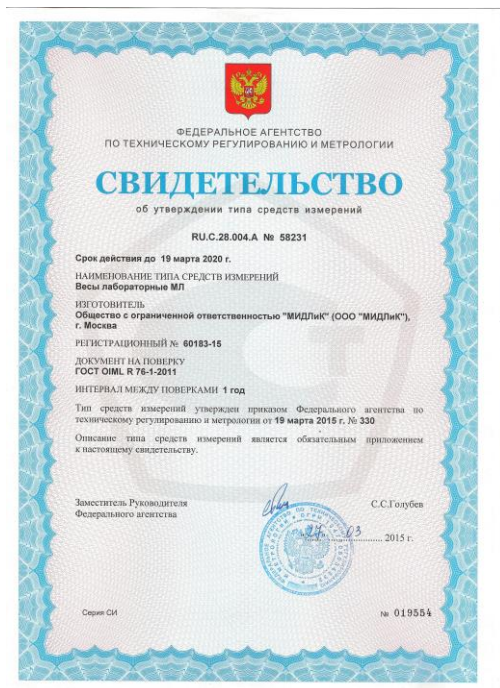 ФЕДЕРАЛЬНОЕ АГЕНТСТВО
ПО ТЕХНИЧЕСКОМУ РЕГУЛИРОВАНИЮ И МЕТРОЛОГИИ
СВИДЕТЕЛЬСТВО
об утверждении типа средств измерений
RU.C.28.004.A № 58231
Срок действия до 19 марта 2020 г.
НАИМЕНОВАНИЕ ТИПА СРЕДСТВ ИЗМЕРЕНИЙ
Весы лабораторные МЛ
ИЗГОТОВИТЕЛЬ
Общество с ограниченной ответственностью "МИДЛиК" (ООО "МИДЛиК"),
г. Москва
РЕГИСТРАЦИОННЫЙ № 60183-15
ДОКУМЕНТ НА ПОВЕРКУ
ГОСТ OIML R 76-1-2011
ИНТЕРВАЛ МЕЖДУ ПОВЕРКАМИ 1 год
Тип средств измерений утвержден приказом Федерального агентства по
техническому регулированию и метрологии от 19 марта 2015 г. № 330
Описание типа средств измерений является обязательным приложением
к настоящему свидетельству.
Заместитель Руководителя
Федерального агентства
С.С.Голубев
"27" 03 2015 г.
Серия СИ
№ 019554